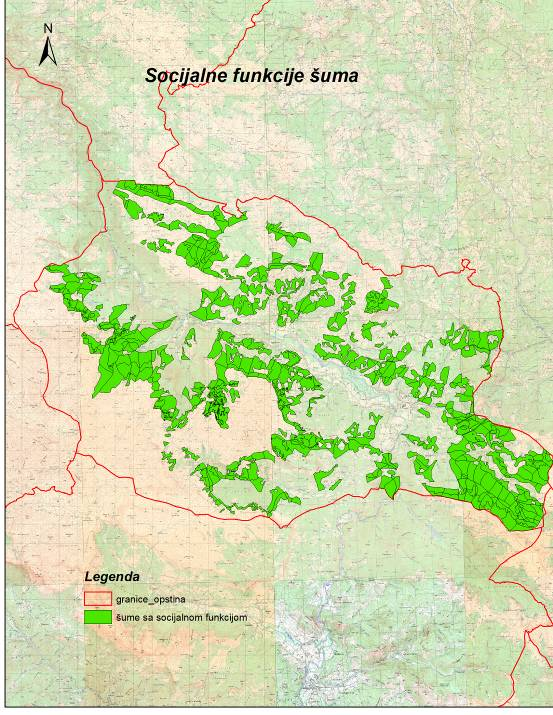 N
Socijalne funkcije šuma
Legenda
granice_opstina
šume sa socijalnom funkcijom